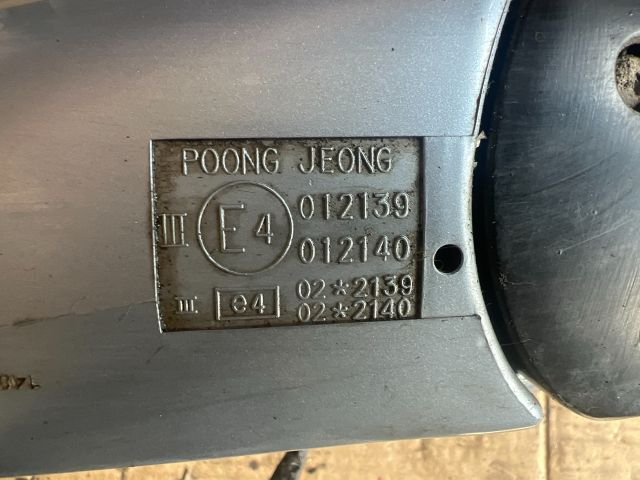 POONG JEONG
III E4 012139
012140
III e4 02*2139
02*2140